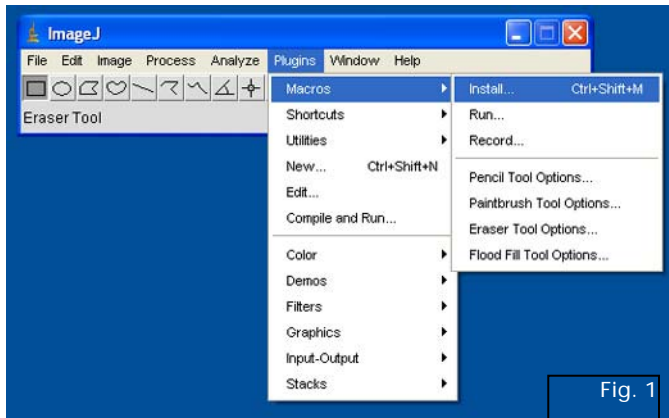 ImageJ
File Edit Image Process Analyze Plugins Window Help
Eraser Tool
Macros
Shortcuts
Utilities
New... Ctrl+Shift+N
Edit...
Compile and Run...
Color
Demos
Filters
Graphics
Input-Output
Stacks
Install... Ctrl+Shift+M
Run...
Record...
Pencil Tool Options...
Paintbrush Tool Options...
Eraser Tool Options...
Flood Fill Tool Options...
Fig. 1